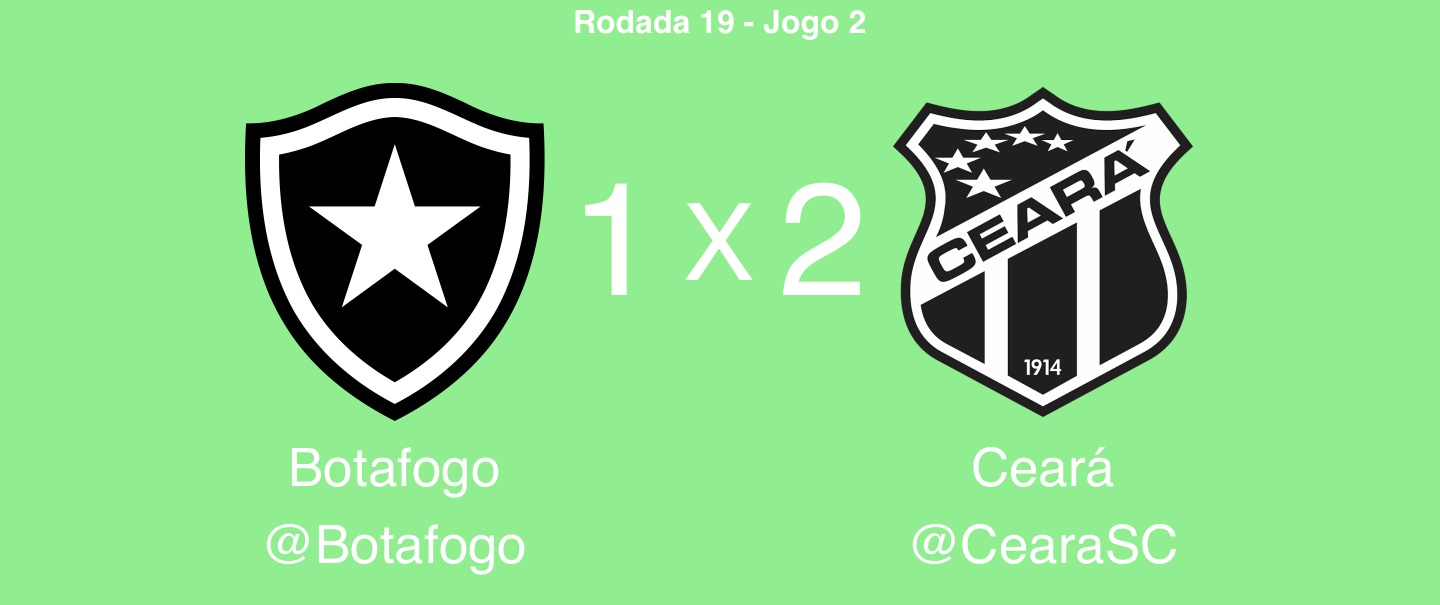 Rodada 19 - Jogo 2
1 x 2
CEARÁ
1914
Botafogo
Ceará
@Botafogo
@CearaSC